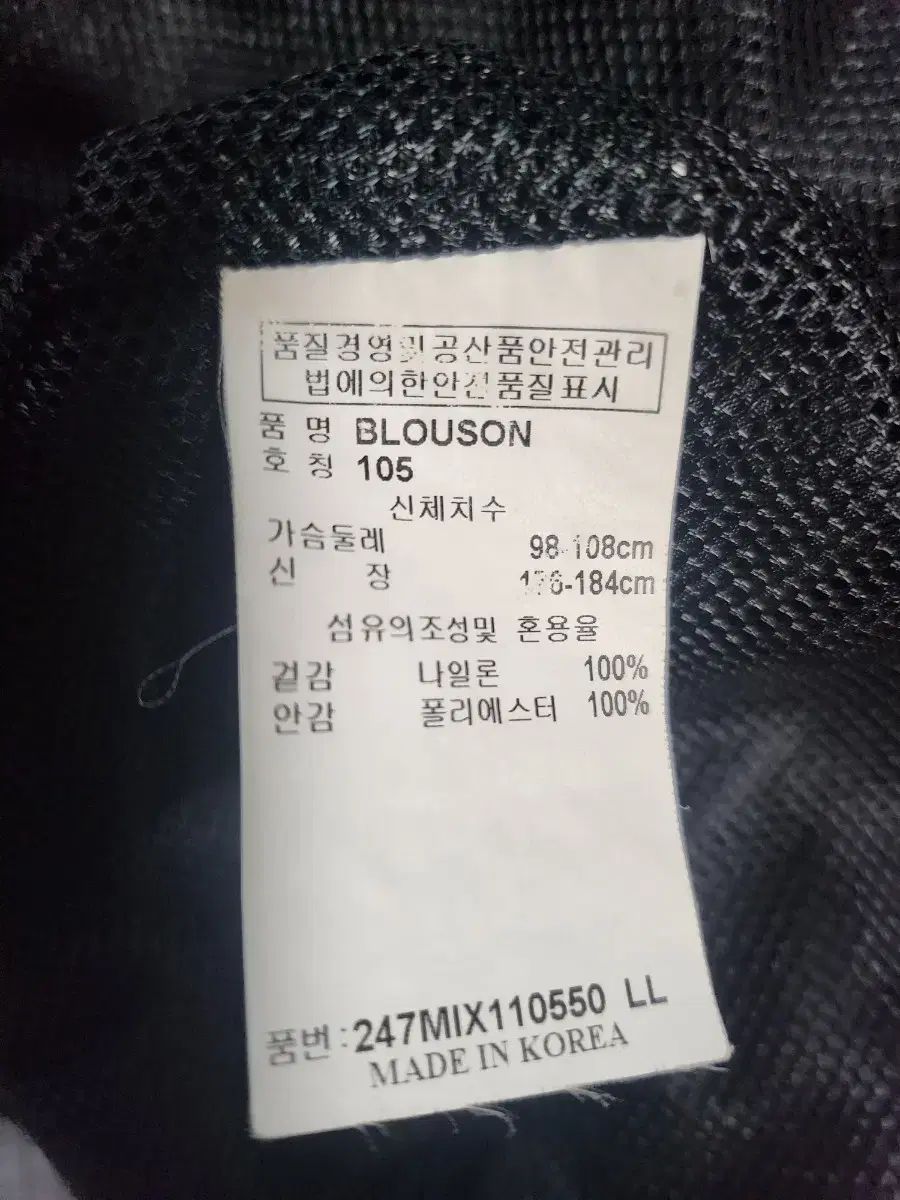 품질경영및공산품안전관리
법에의한안전품질표시
품 명 BLOUSON
호 칭 105
신체치수
가슴둘레 98-108cm
신 장 176-184cm
섬유의조성및 혼용율
겉감 나일론 100%
안감 폴리에스터 100%
품번:247MIX110550 LL
MADE IN KOREA